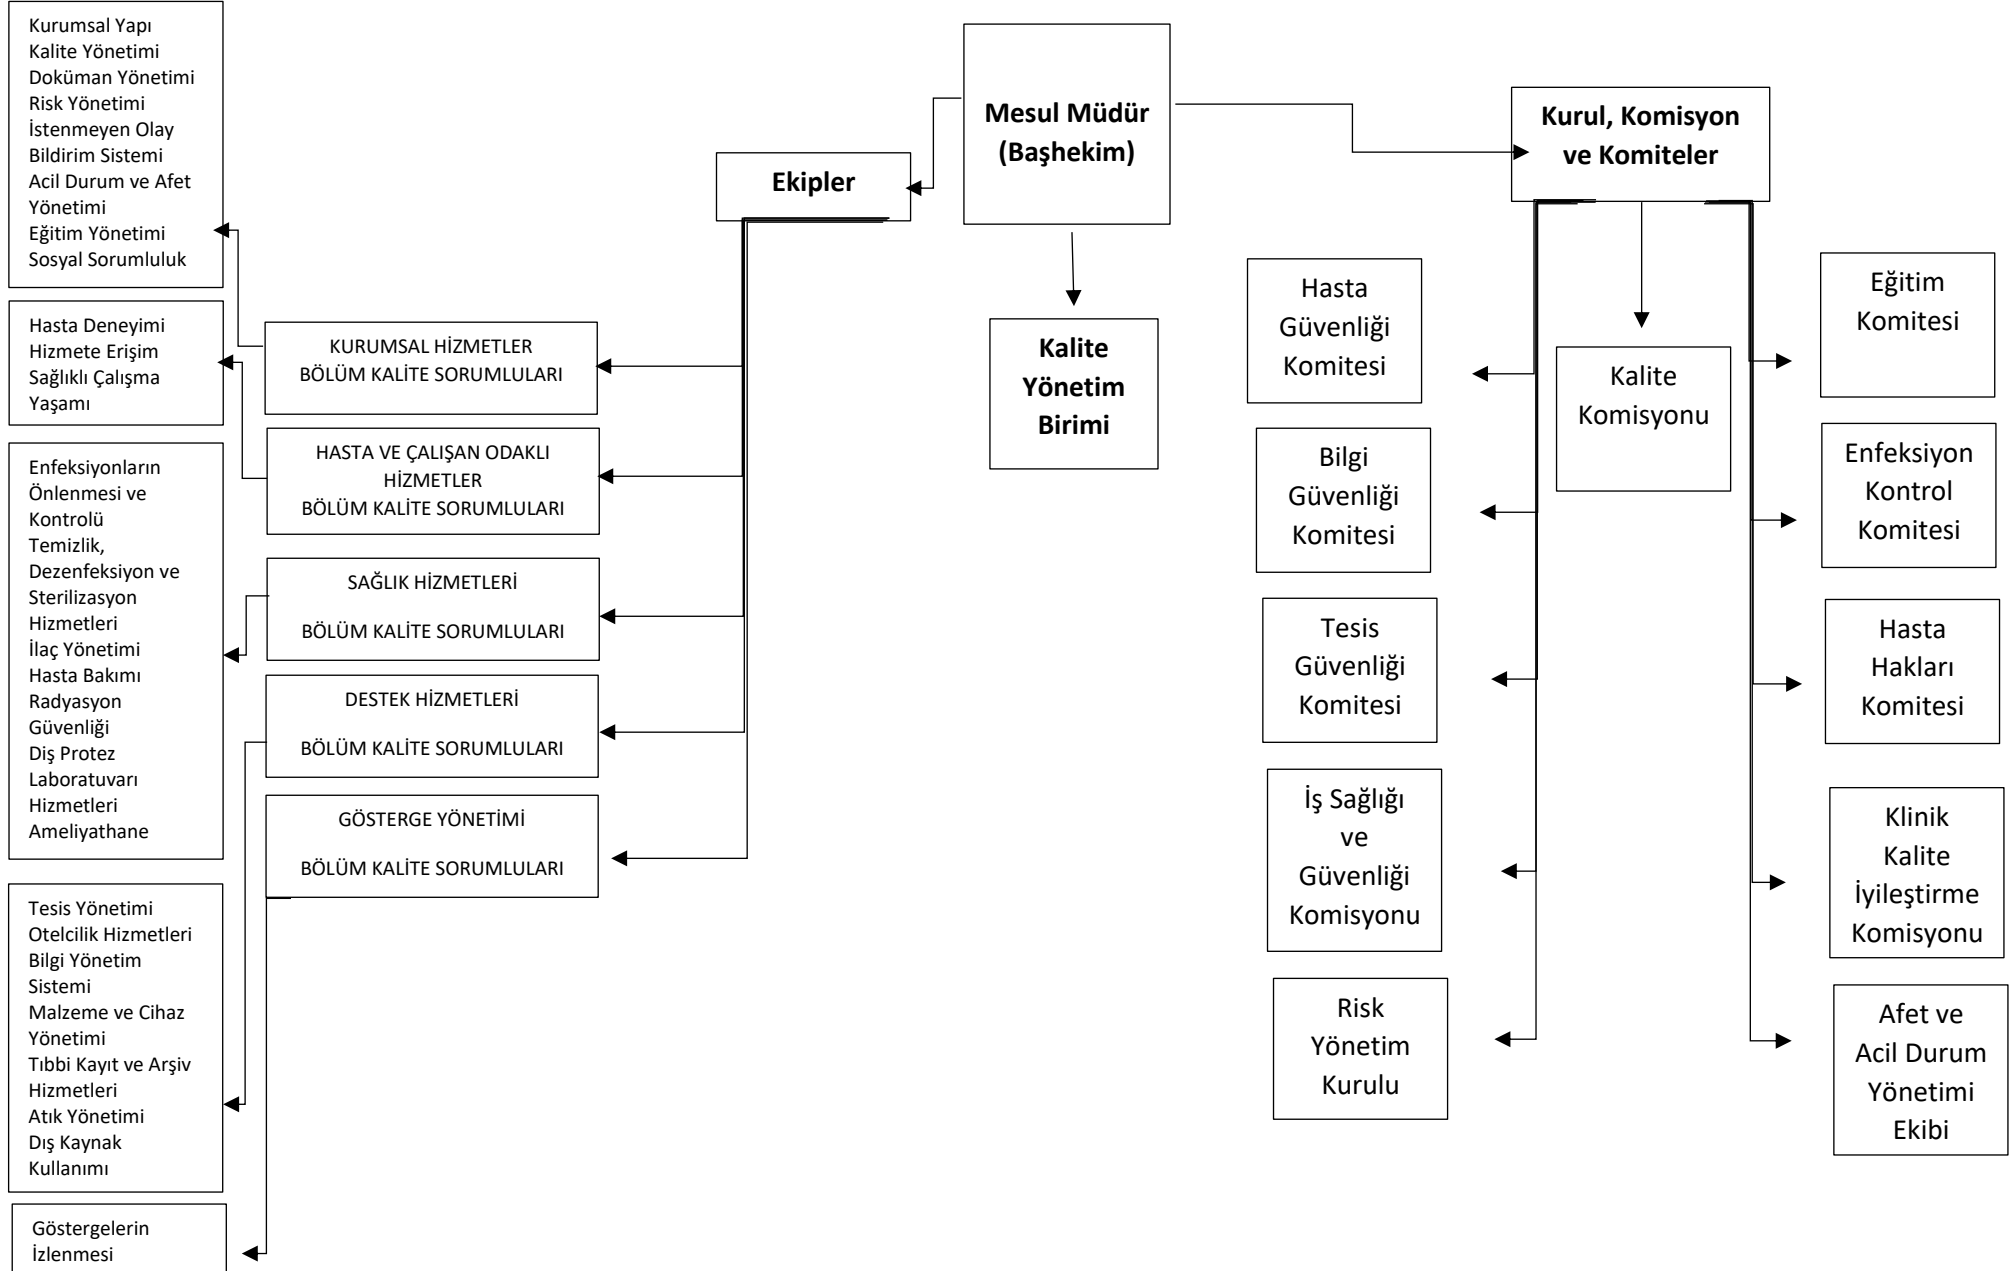 Kurumsal Yapı
Kalite Yönetimi
Doküman Yönetimi
Risk Yönetimi
İstenmeyen Olay
Bildirim Sistemi
Acil Durum ve Afet
Yönetimi
Eğitim Yönetimi
Sosyal Sorumluluk
Hasta Deneyimi
Hizmete Erişim
Sağlıklı Çalışma
Yaşamı
Enfeksiyonların
Önlenmesi ve
Kontrolü
Temizlik,
Dezenfeksiyon ve
Sterilizasyon
Hizmetleri
İlaç Yönetimi
Hasta Bakımı
Radyasyon
Güvenliği
Diş Protez
Laboratuvarı
Hizmetleri
Ameliyathane
Tesis Yönetimi
Otelcilik Hizmetleri
Bilgi Yönetim
Sistemi
Malzeme ve Cihaz
Yönetimi
Tıbbi Kayıt ve Arşiv
Hizmetleri
Atık Yönetimi
Dış Kaynak
Kullanımı
Göstergelerin
İzlenmesi
Ekipler
KURUMSAL HİZMETLER
BÖLÜM KALİTE SORUMLULARI
HASTA VE ÇALIŞAN ODAKLI
HİZMETLER
BÖLÜM KALİTE SORUMLULARI
SAĞLIK HİZMETLERİ
BÖLÜM KALİTE SORUMLULARI
DESTEK HİZMETLERİ
BÖLÜM KALİTE SORUMLULARI
GÖSTERGE YÖNETİMİ
BÖLÜM KALİTE SORUMLULARI
Mesul Müdür
(Başhekim)
Kalite
Yönetim
Birimi
Kurul, Komisyon
ve Komiteler
Hasta
Güvenliği
Komitesi
Bilgi
Güvenliği
Komitesi
Tesis
Güvenliği
Komitesi
İş Sağlığı
ve
Güvenliği
Komisyonu
Risk
Yönetim
Kurulu
Kalite
Komisyonu
Eğitim
Komitesi
Enfeksiyon
Kontrol
Komitesi
Hasta
Hakları
Komitesi
Klinik
Kalite
İyileştirme
Komisyonu
Afet ve
Acil Durum
Yönetimi
Ekibi